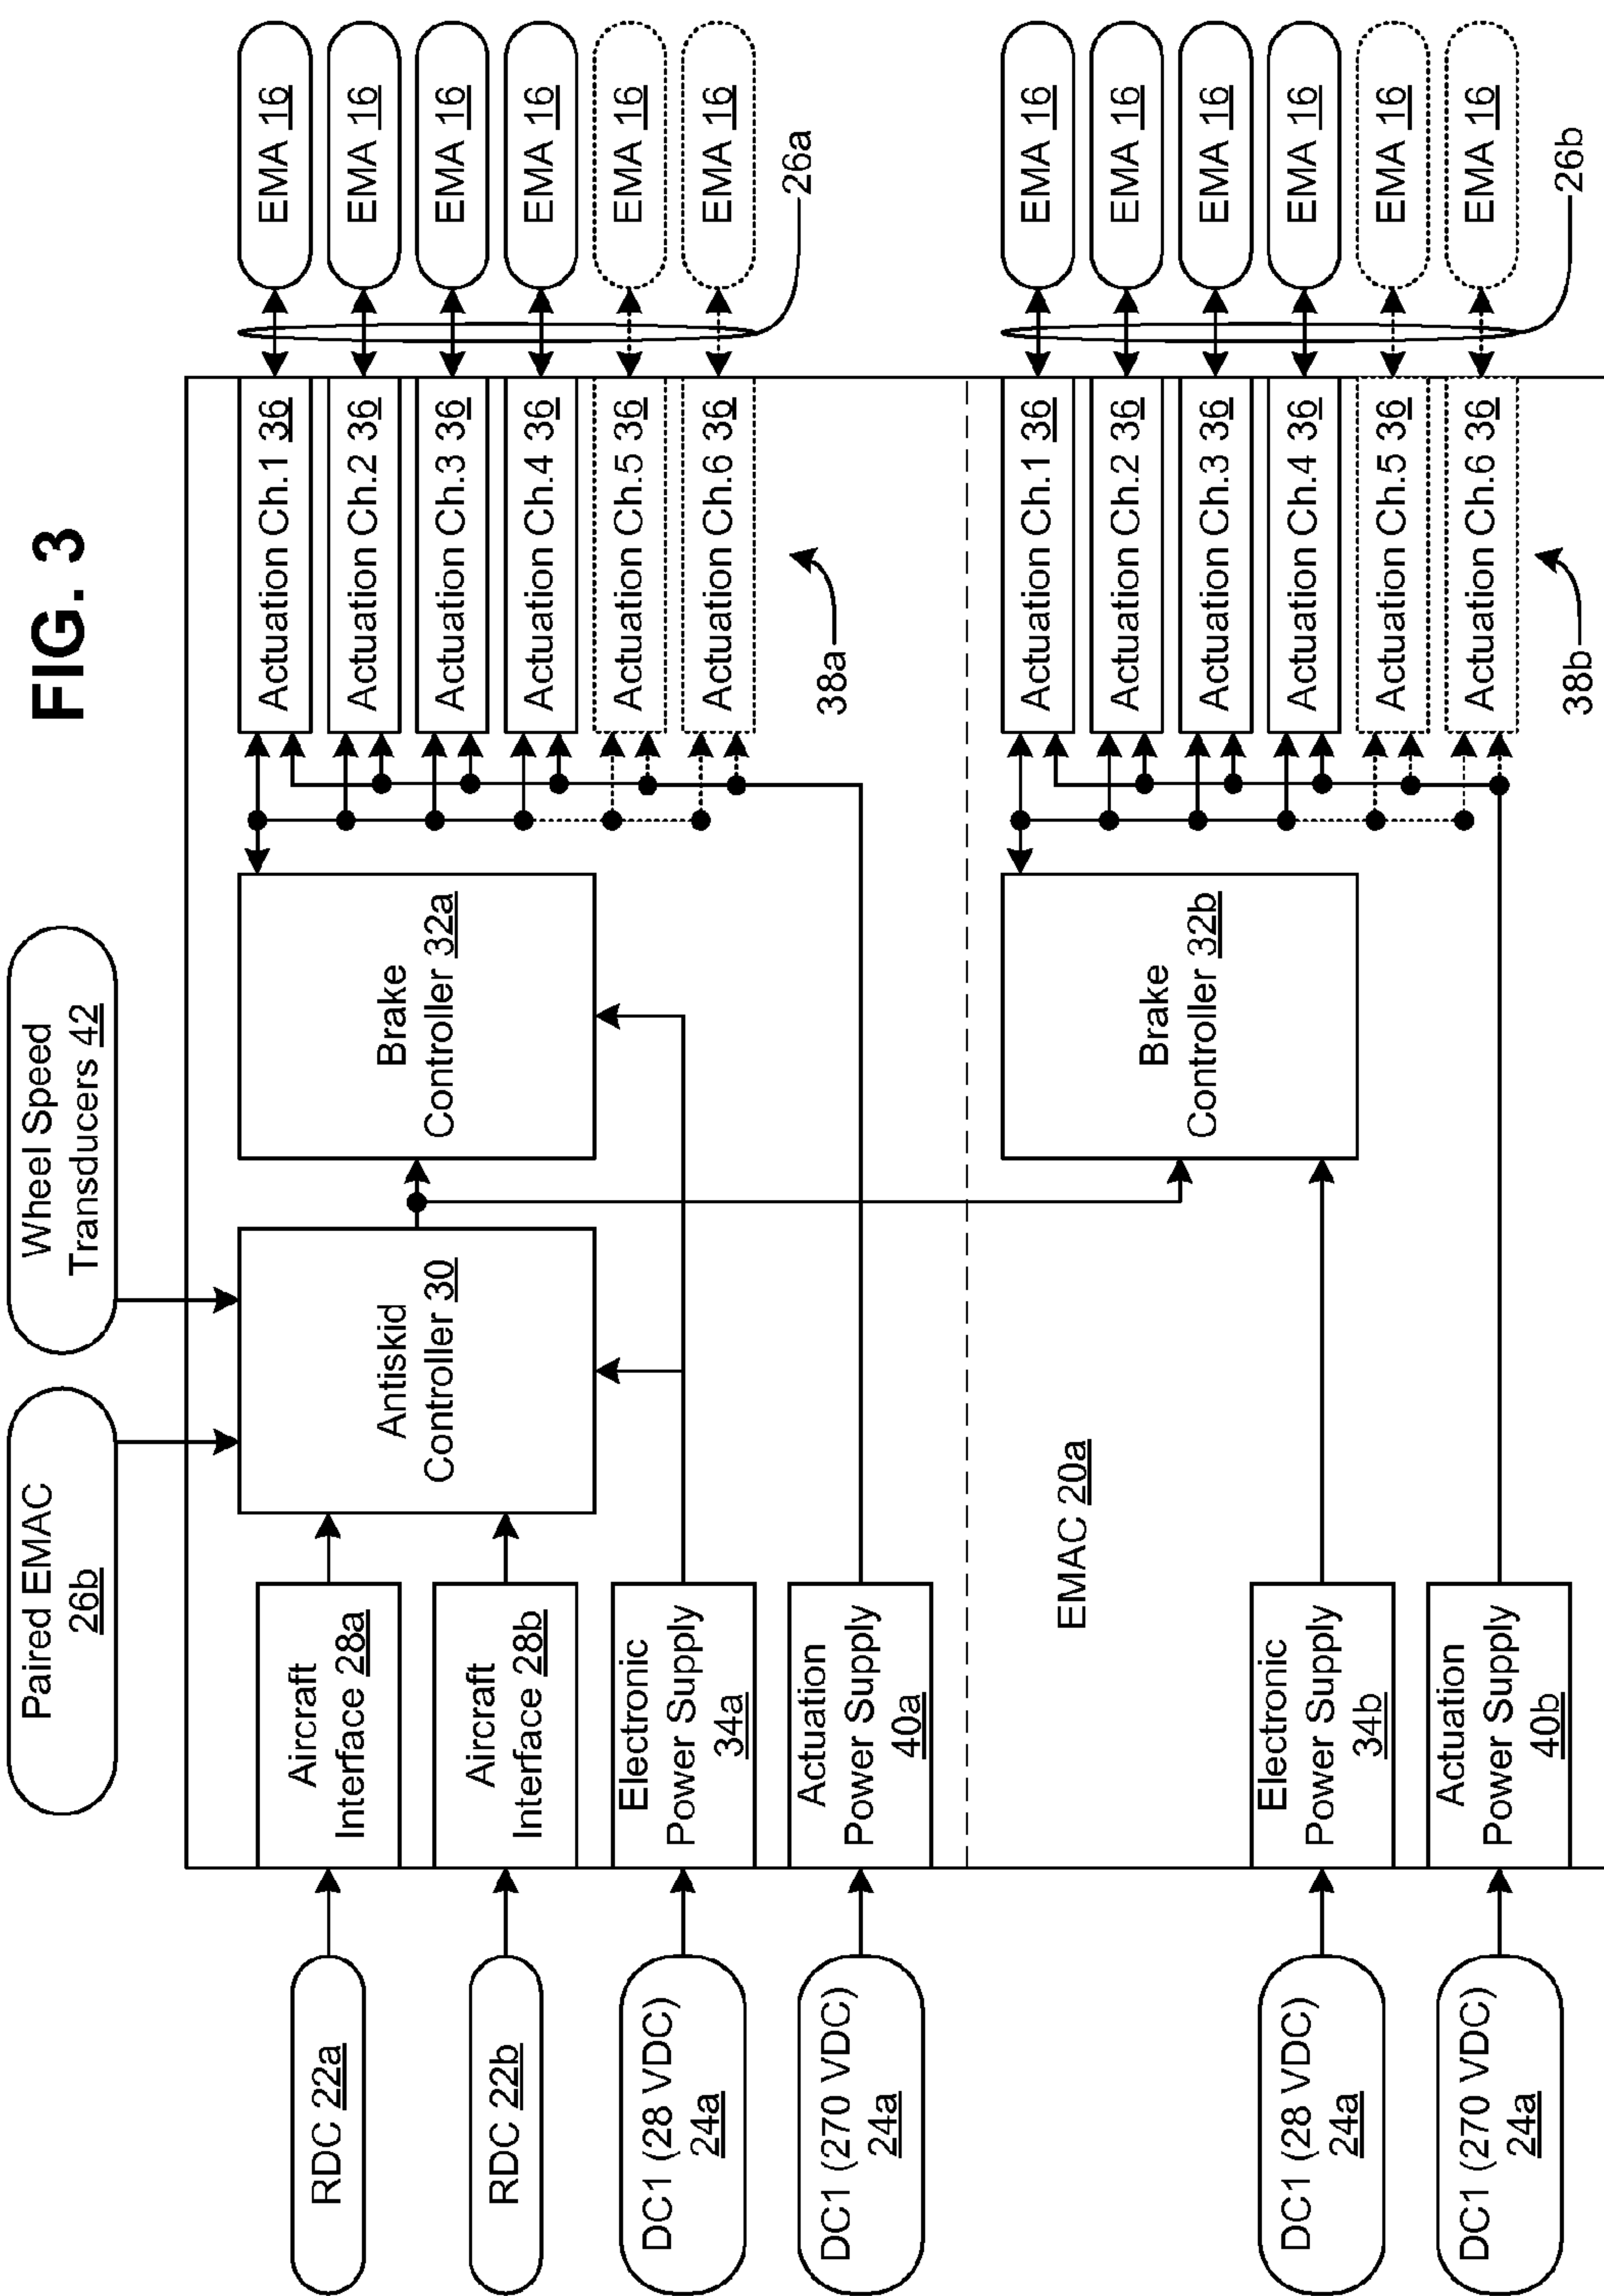 FIG. 3
Paired EMAC
26b
Wheel Speed
Transducers 42
RDC 22a
RDC 22b
DC1 (28 VDC)
24a
DC1 (270 VDC)
24a
DC1 (28 VDC)
24a
DC1 (270 VDC)
24a
Aircraft
Interface 28a
Aircraft
Interface 28b
Electronic
Power Supply
34a
Actuation
Power Supply
40a
EMAC 20a
Electronic
Power Supply
34b
Actuation
Power Supply
40b
Antiskid
Controller 30
Brake
Controller 32a
Brake
Controller 32b
Actuation Ch.1 36
Actuation Ch.2 36
Actuation Ch.3 36
Actuation Ch.4 36
Actuation Ch.5 36
Actuation Ch.6 36
38a
Actuation Ch.1 36
Actuation Ch.2 36
Actuation Ch.3 36
Actuation Ch.4 36
Actuation Ch.5 36
Actuation Ch.6 36
38b
EMA 16
EMA 16
EMA 16
EMA 16
EMA 16
EMA 16
26a
EMA 16
EMA 16
EMA 16
EMA 16
EMA 16
EMA 16
26b